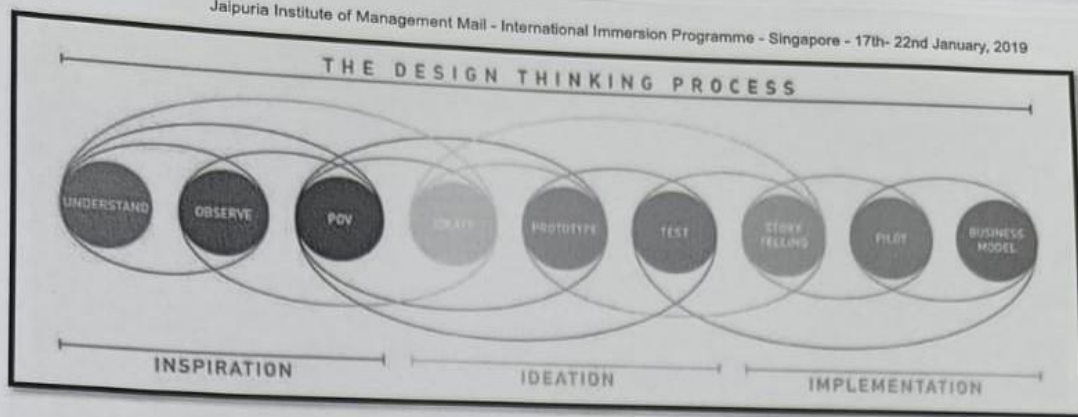 Jaipuria Institute of Management Mail - International Immersion Programme - Singapore - 17th- 22nd January, 2019
THE DESIGN THINKING PROCESS
UNDERSTAND
OBSERVE
POV
IDEATE
PROTOTYPE
TEST
STORY
TELLING
PILOT
BUSINESS
MODEL
INSPIRATION
IDEATION
IMPLEMENTATION